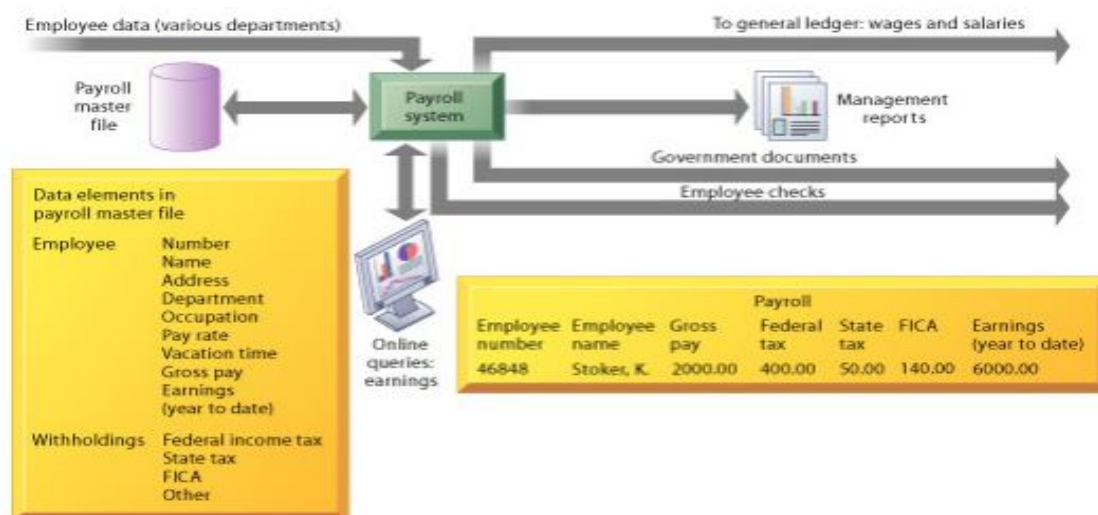 Employee data (various departments)
To general ledger: wages and salaries
Payroll
master
file
Payroll
system
Management
reports
Government documents
Employee checks
Data elements in
payroll master file
Employee Number
Name
Address
Department
Occupation
Pay rate
Vacation time
Gross pay
Earnings
(year to date)
Withholdings Federal income tax
State tax
FICA
Other
Online
queries:
earnings
Payroll
Employee Employee Gross Federal State FICA Earnings
number name pay tax tax (year to date)
46848 Stoker, K. 2000.00 400.00 50.00 140.00 6000.00